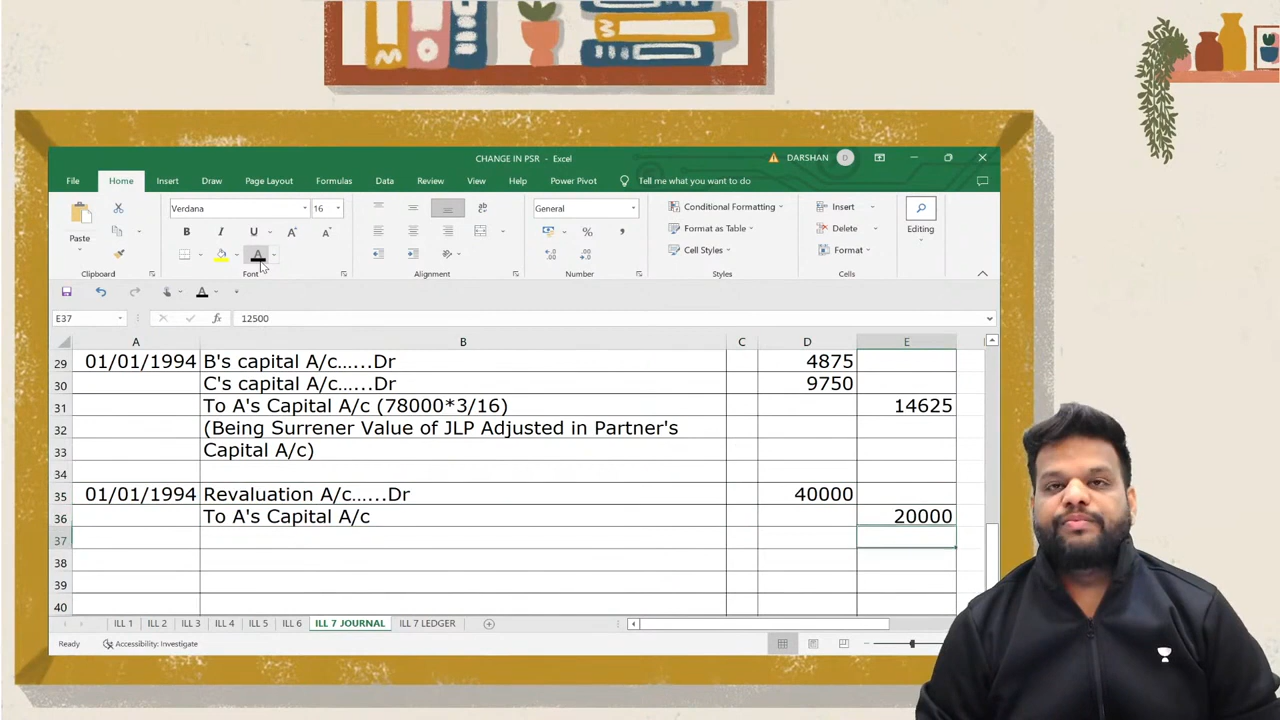 CHANGE IN PSR - Excel
DARSHAN D
File Home Insert Draw Page Layout Formulas Data Review View Help Power Pivot Tell me what you want to do
Verdana 16 General Conditional Formatting Insert
Paste B I U A A % , Format as Table Delete Editing
A Cell Styles Format
Clipboard Font Alignment Number Styles Cells
A
E37 fx 12500
A B C D E
29 01/01/1994 B's capital A/c......Dr 4875
30 C's capital A/c......Dr 9750
31 To A's Capital A/c (78000*3/16) 14625
32 (Being Surrener Value of JLP Adjusted in Partner's
33 Capital A/c)
34
35 01/01/1994 Revaluation A/c......Dr 40000
36 To A's Capital A/c 20000
37
38
39
40
ILL 1 ILL 2 ILL 3 ILL 4 ILL 5 ILL 6 ILL 7 JOURNAL ILL 7 LEDGER
Ready Accessibility: Investigate